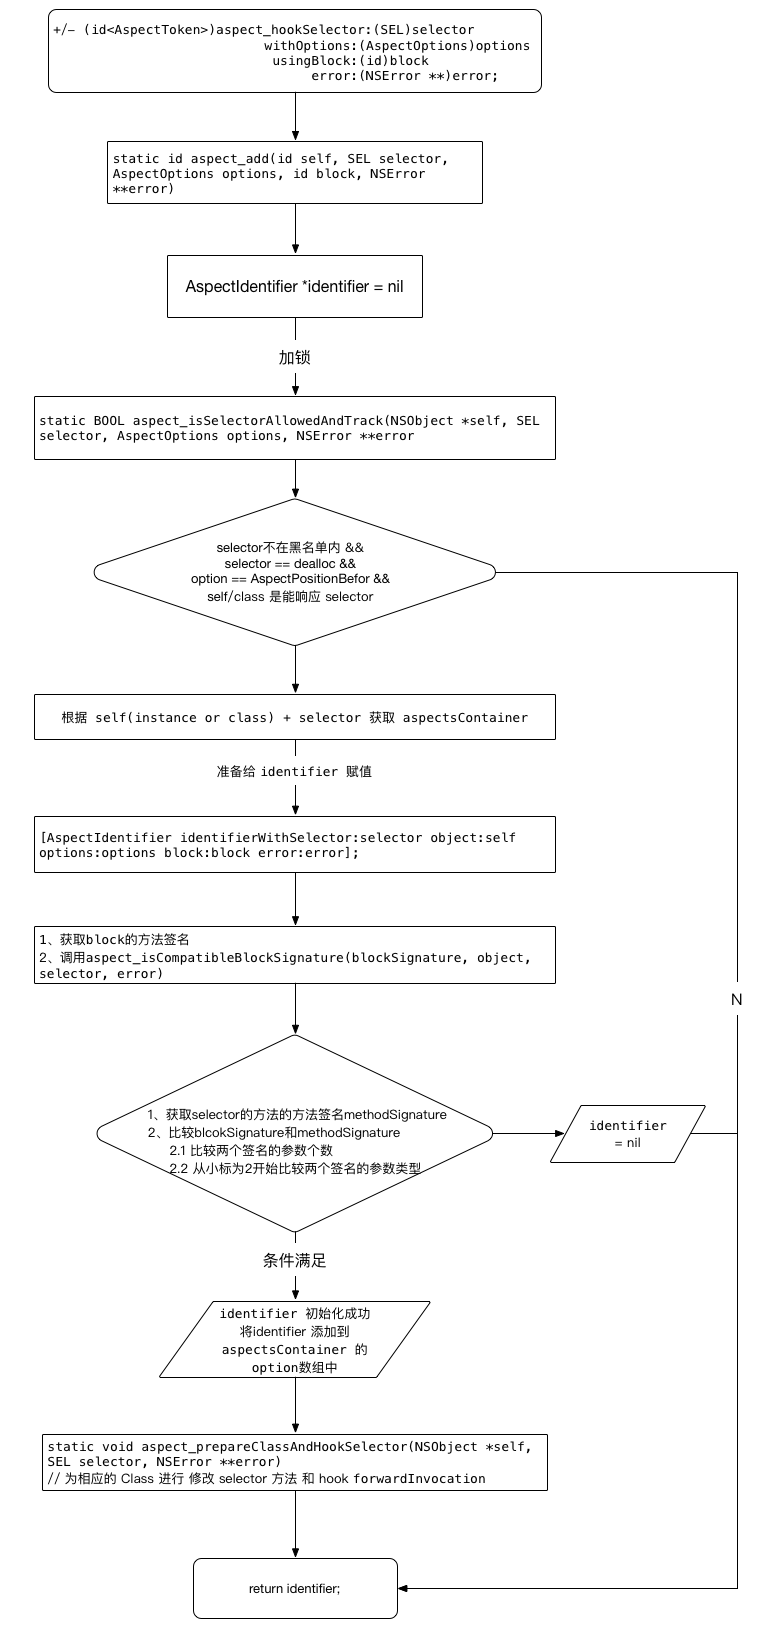 +/- (id<AspectToken>)aspect_hookSelector:(SEL)selector
withOptions:(AspectOptions)options
usingBlock:(id)block
error:(NSError **)error;
static id aspect_add(id self, SEL selector,
AspectOptions options, id block, NSError
**error)
AspectIdentifier *identifier = nil
加锁
static BOOL aspect_isSelectorAllowedAndTrack(NSObject *self, SEL
selector, AspectOptions options, NSError **error
selector不在黑名单内 &&
selector == dealloc &&
option == AspectPositionBefor &&
self/class 是能响应 selector
根据 self(instance or class) + selector 获取 aspectsContainer
准备给 identifier 赋值
[AspectIdentifier identifierWithSelector:selector object:self
options:options block:block error:error];
1、获取block的方法签名
2、调用aspect_isCompatibleBlockSignature(blockSignature, object,
selector, error)
N
1、获取selector的方法的方法签名methodSignature
2、比较blcokSignature和methodSignature
2.1 比较两个签名的参数个数
2.2 从小标为2开始比较两个签名的参数类型
identifier
= nil
条件满足
identifier 初始化成功
将identifier 添加到
aspectsContainer 的
option数组中
static void aspect_prepareClassAndHookSelector(NSObject *self,
SEL selector, NSError **error)
// 为相应的 Class 进行 修改 selector 方法 和 hook forwardInvocation
return identifier;